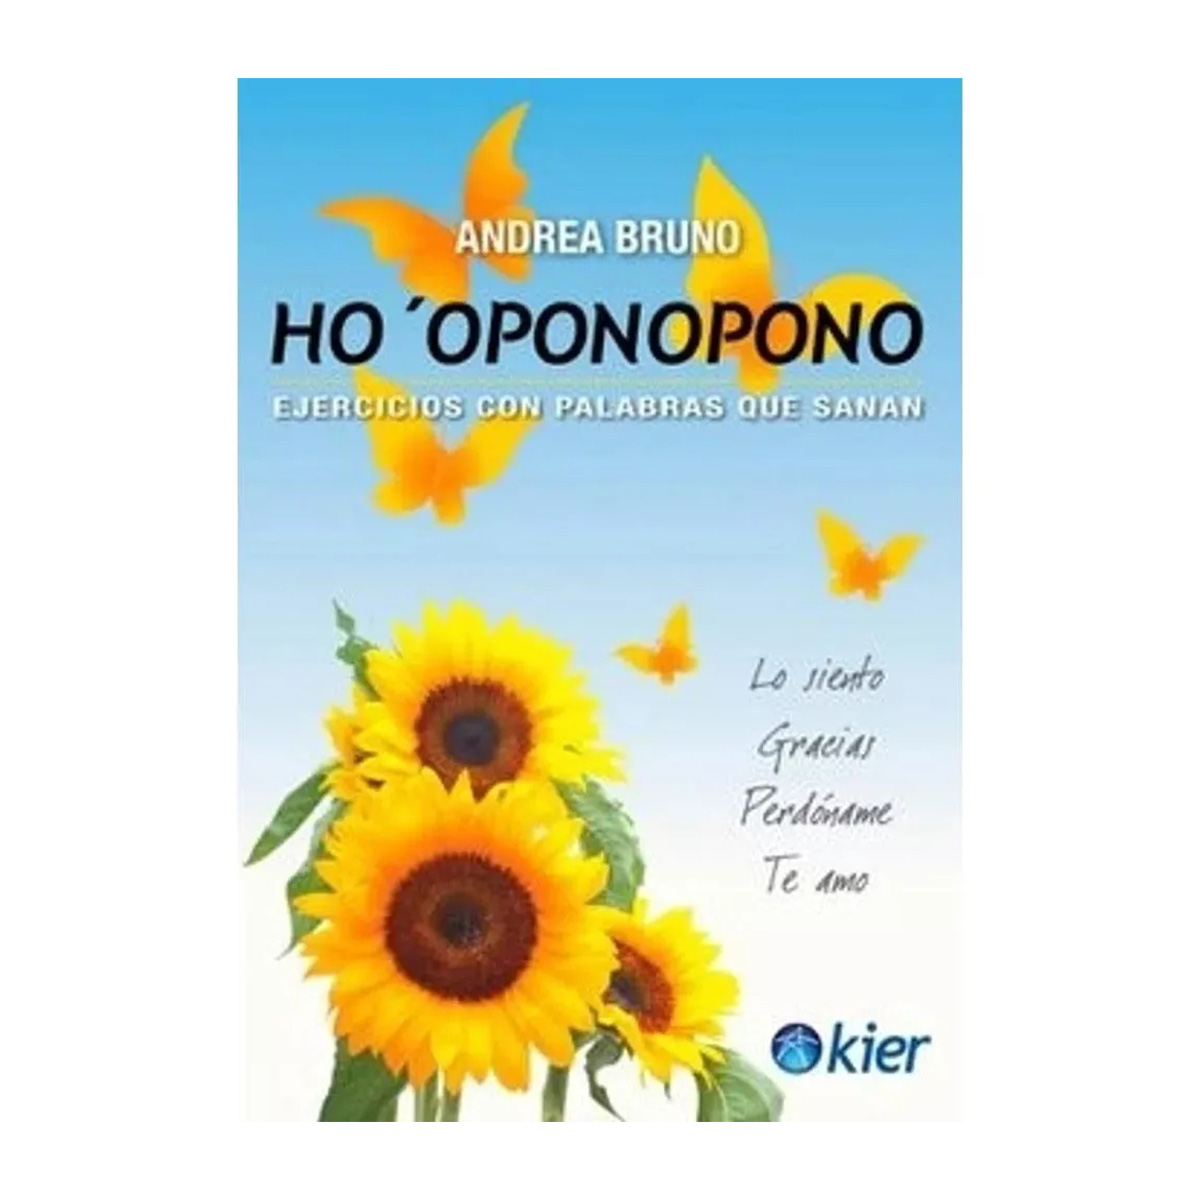 ANDREA BRUNO
HO ´OPONOPONO
EJERCICIOS CON PALABRAS QUE SANAN
Lo siento
Gracias
Perdóname
Te amo
kier